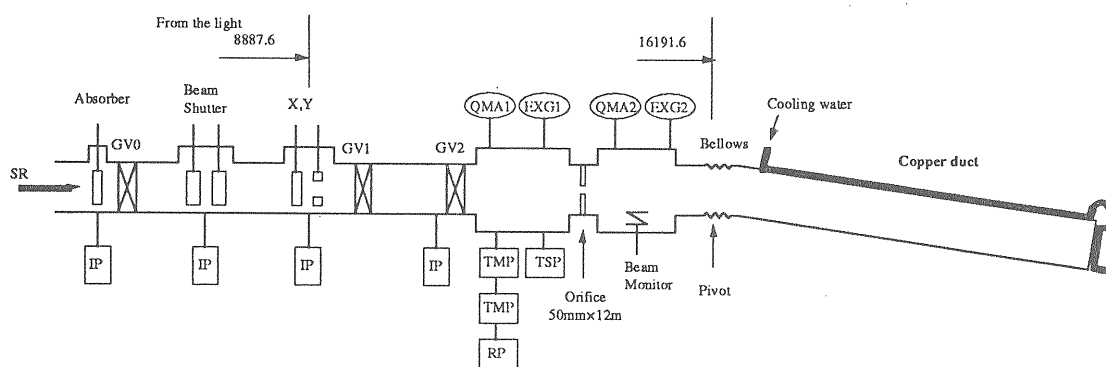 From the light
8887.6
16191.6
Absorber
Beam
Shutter
X,Y
QMA1
EXG1
QMA2
EXG2
Cooling water
GV0
GV1
GV2
Bellows
Copper duct
SR
IP
IP
IP
IP
TMP
TSP
Beam
Monitor
Pivot
Orifice
50mm×12m
TMP
RP